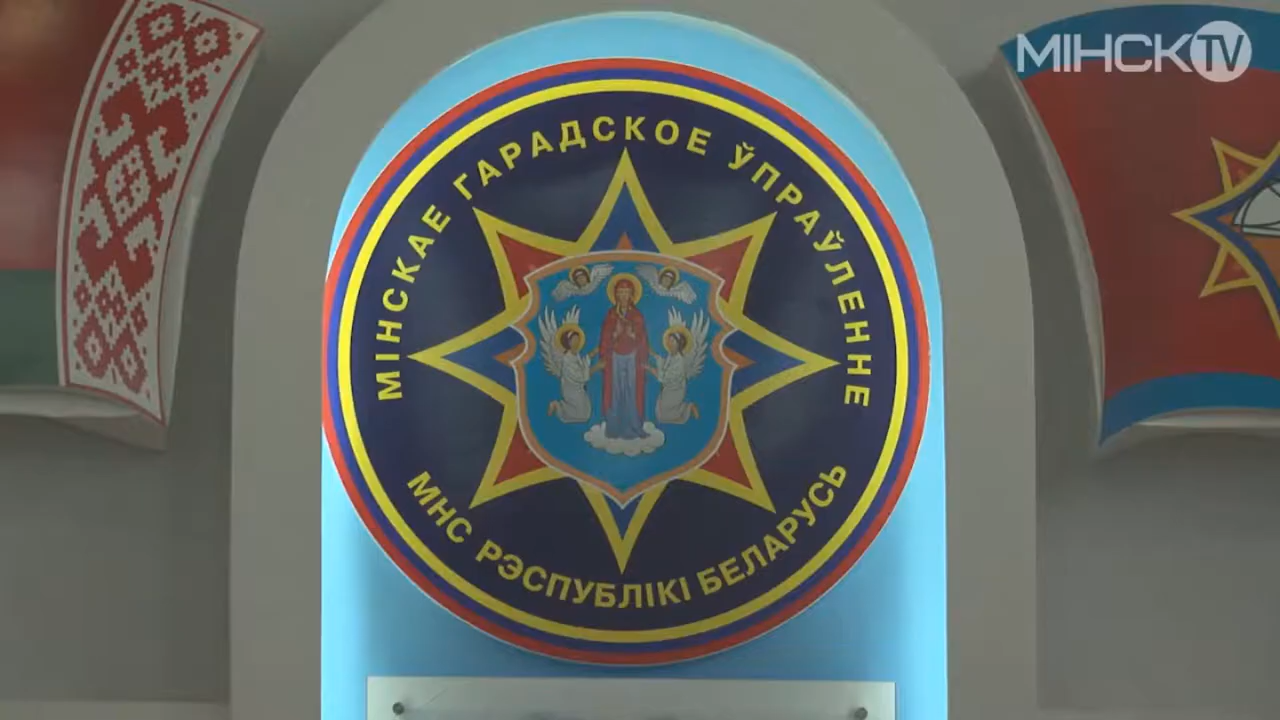 МІНСКTV
МІНСКАЕ ГАРАДСКОЕ ЎПРАЎЛЕННЕ
МНС РЭСПУБЛІКІ БЕЛАРУСЬ